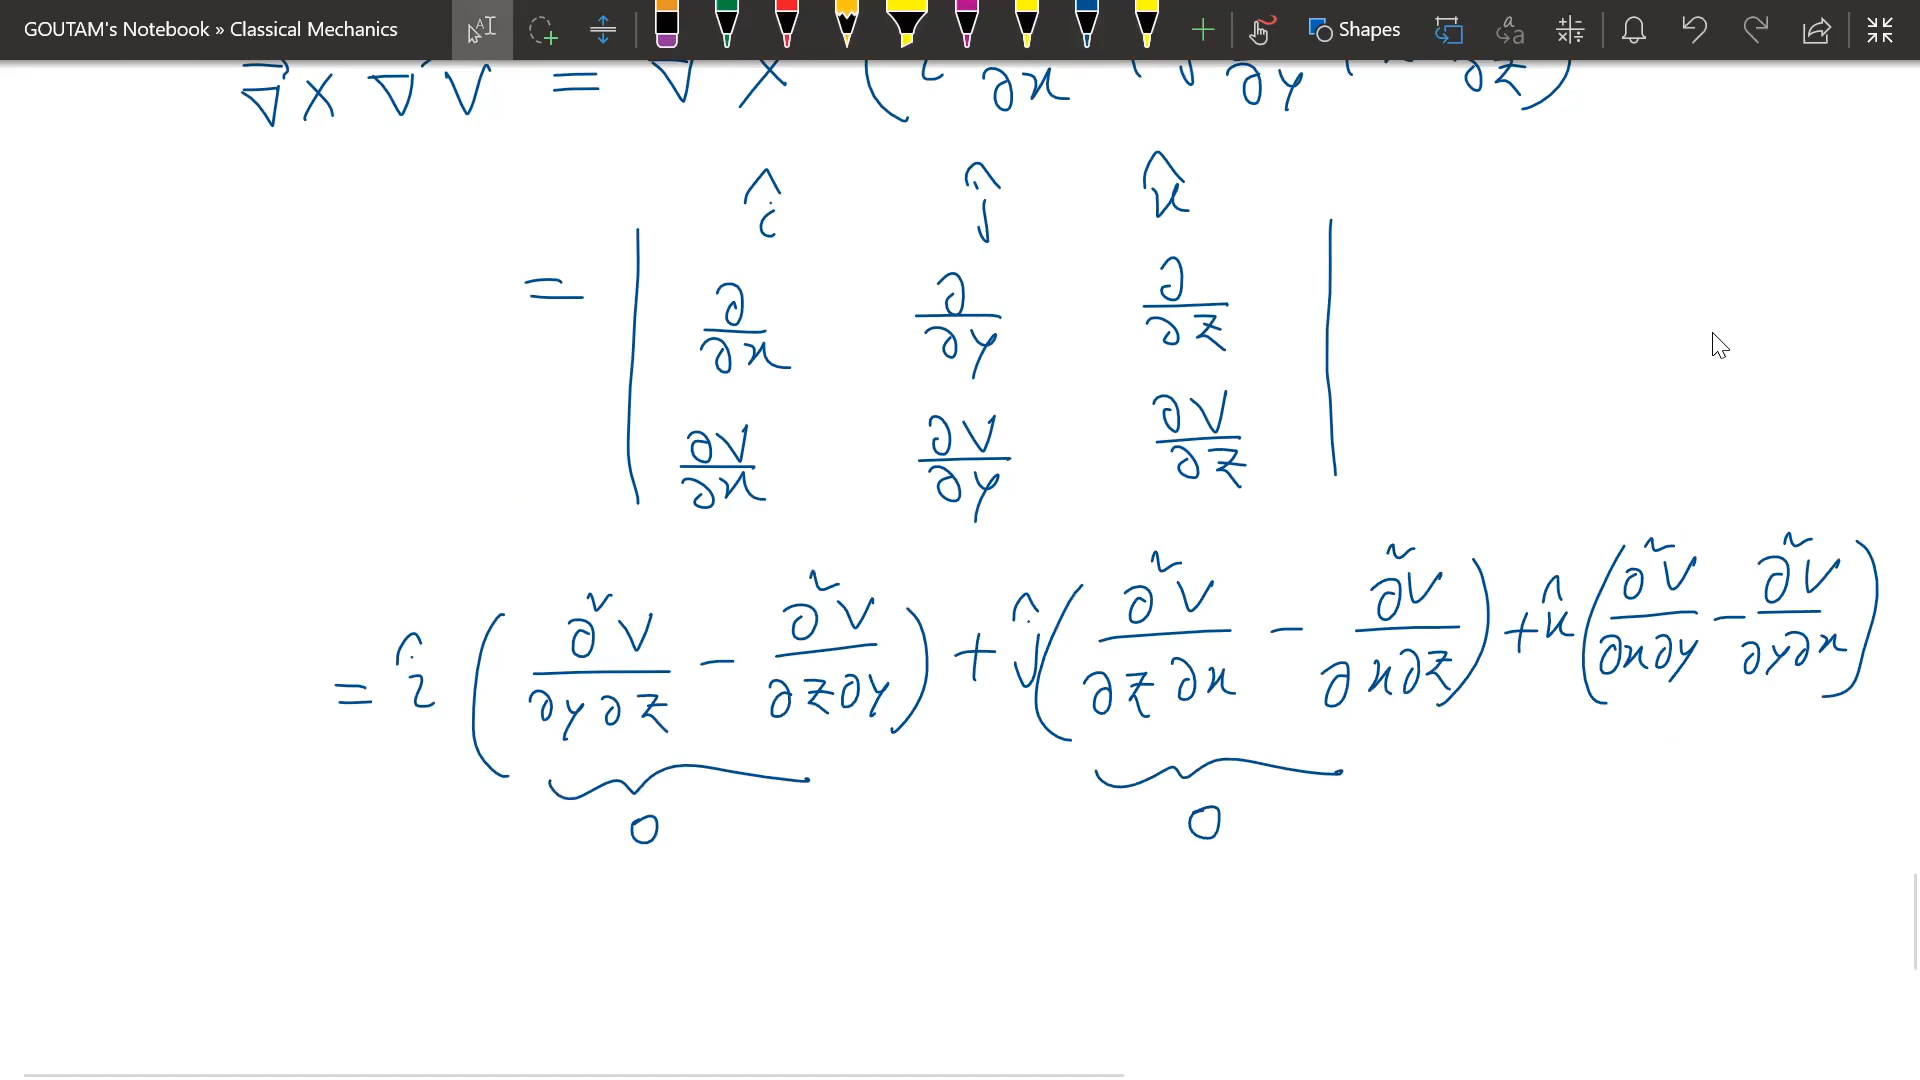 GOUTAM's Notebook » Classical Mechanics
Shapes
∇⃗ × ∇⃗V = ∇ × (î ∂x + ĵ ∂y + ∂z)
î ĵ k̂
= | ∂/∂x ∂/∂y ∂/∂z |
∂V/∂x ∂V/∂y ∂V/∂z
= î (∂²V/∂y∂z − ∂²V/∂z∂y) + ĵ (∂²V/∂z∂x − ∂²V/∂x∂z) + k̂ (∂²V/∂x∂y − ∂²V/∂y∂x)
0 0